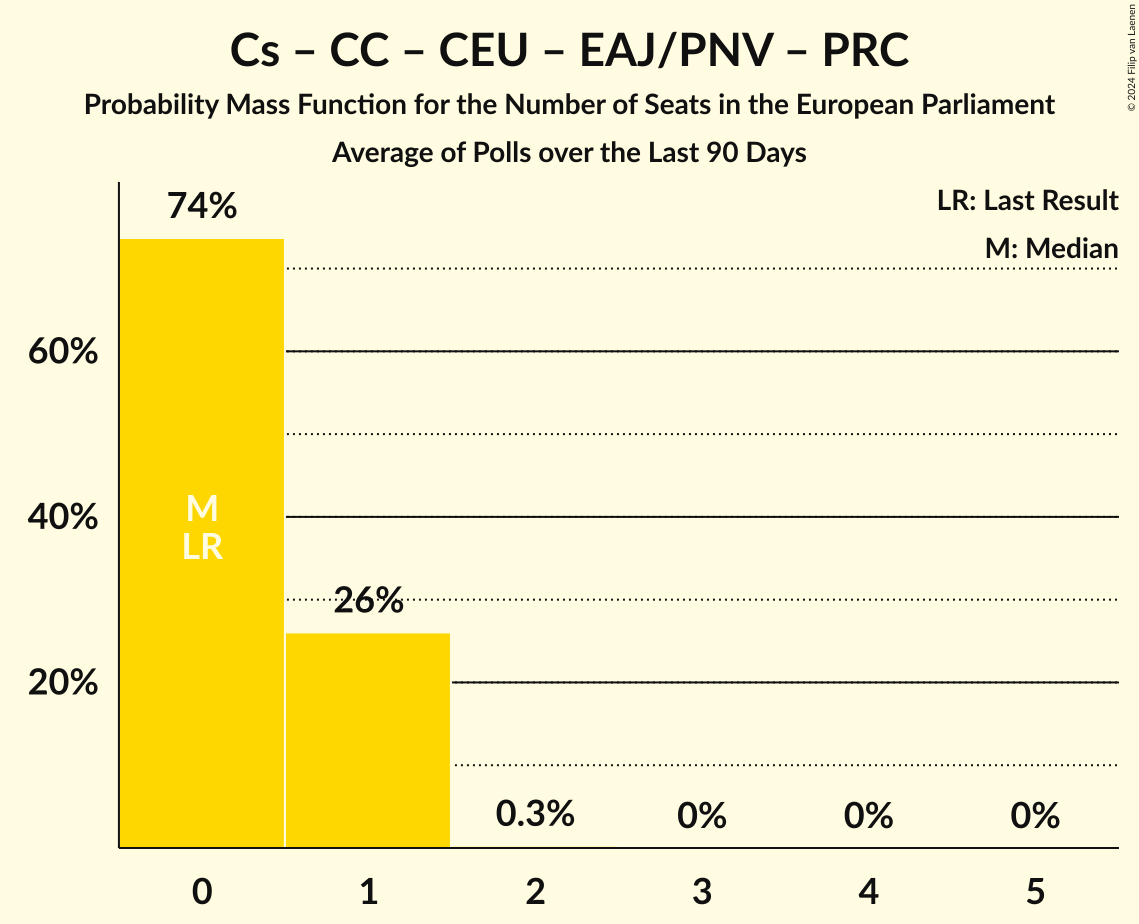 Cs – CC – CEU – EAJ/PNV – PRC
Probability Mass Function for the Number of Seats in the European Parliament
Average of Polls over the Last 90 Days
© 2024 Filip van Laenen
LR: Last Result
M: Median
74%
60%
40%
20%
M
LR
26%
0.3%
0%
0%
0%
0
1
2
3
4
5